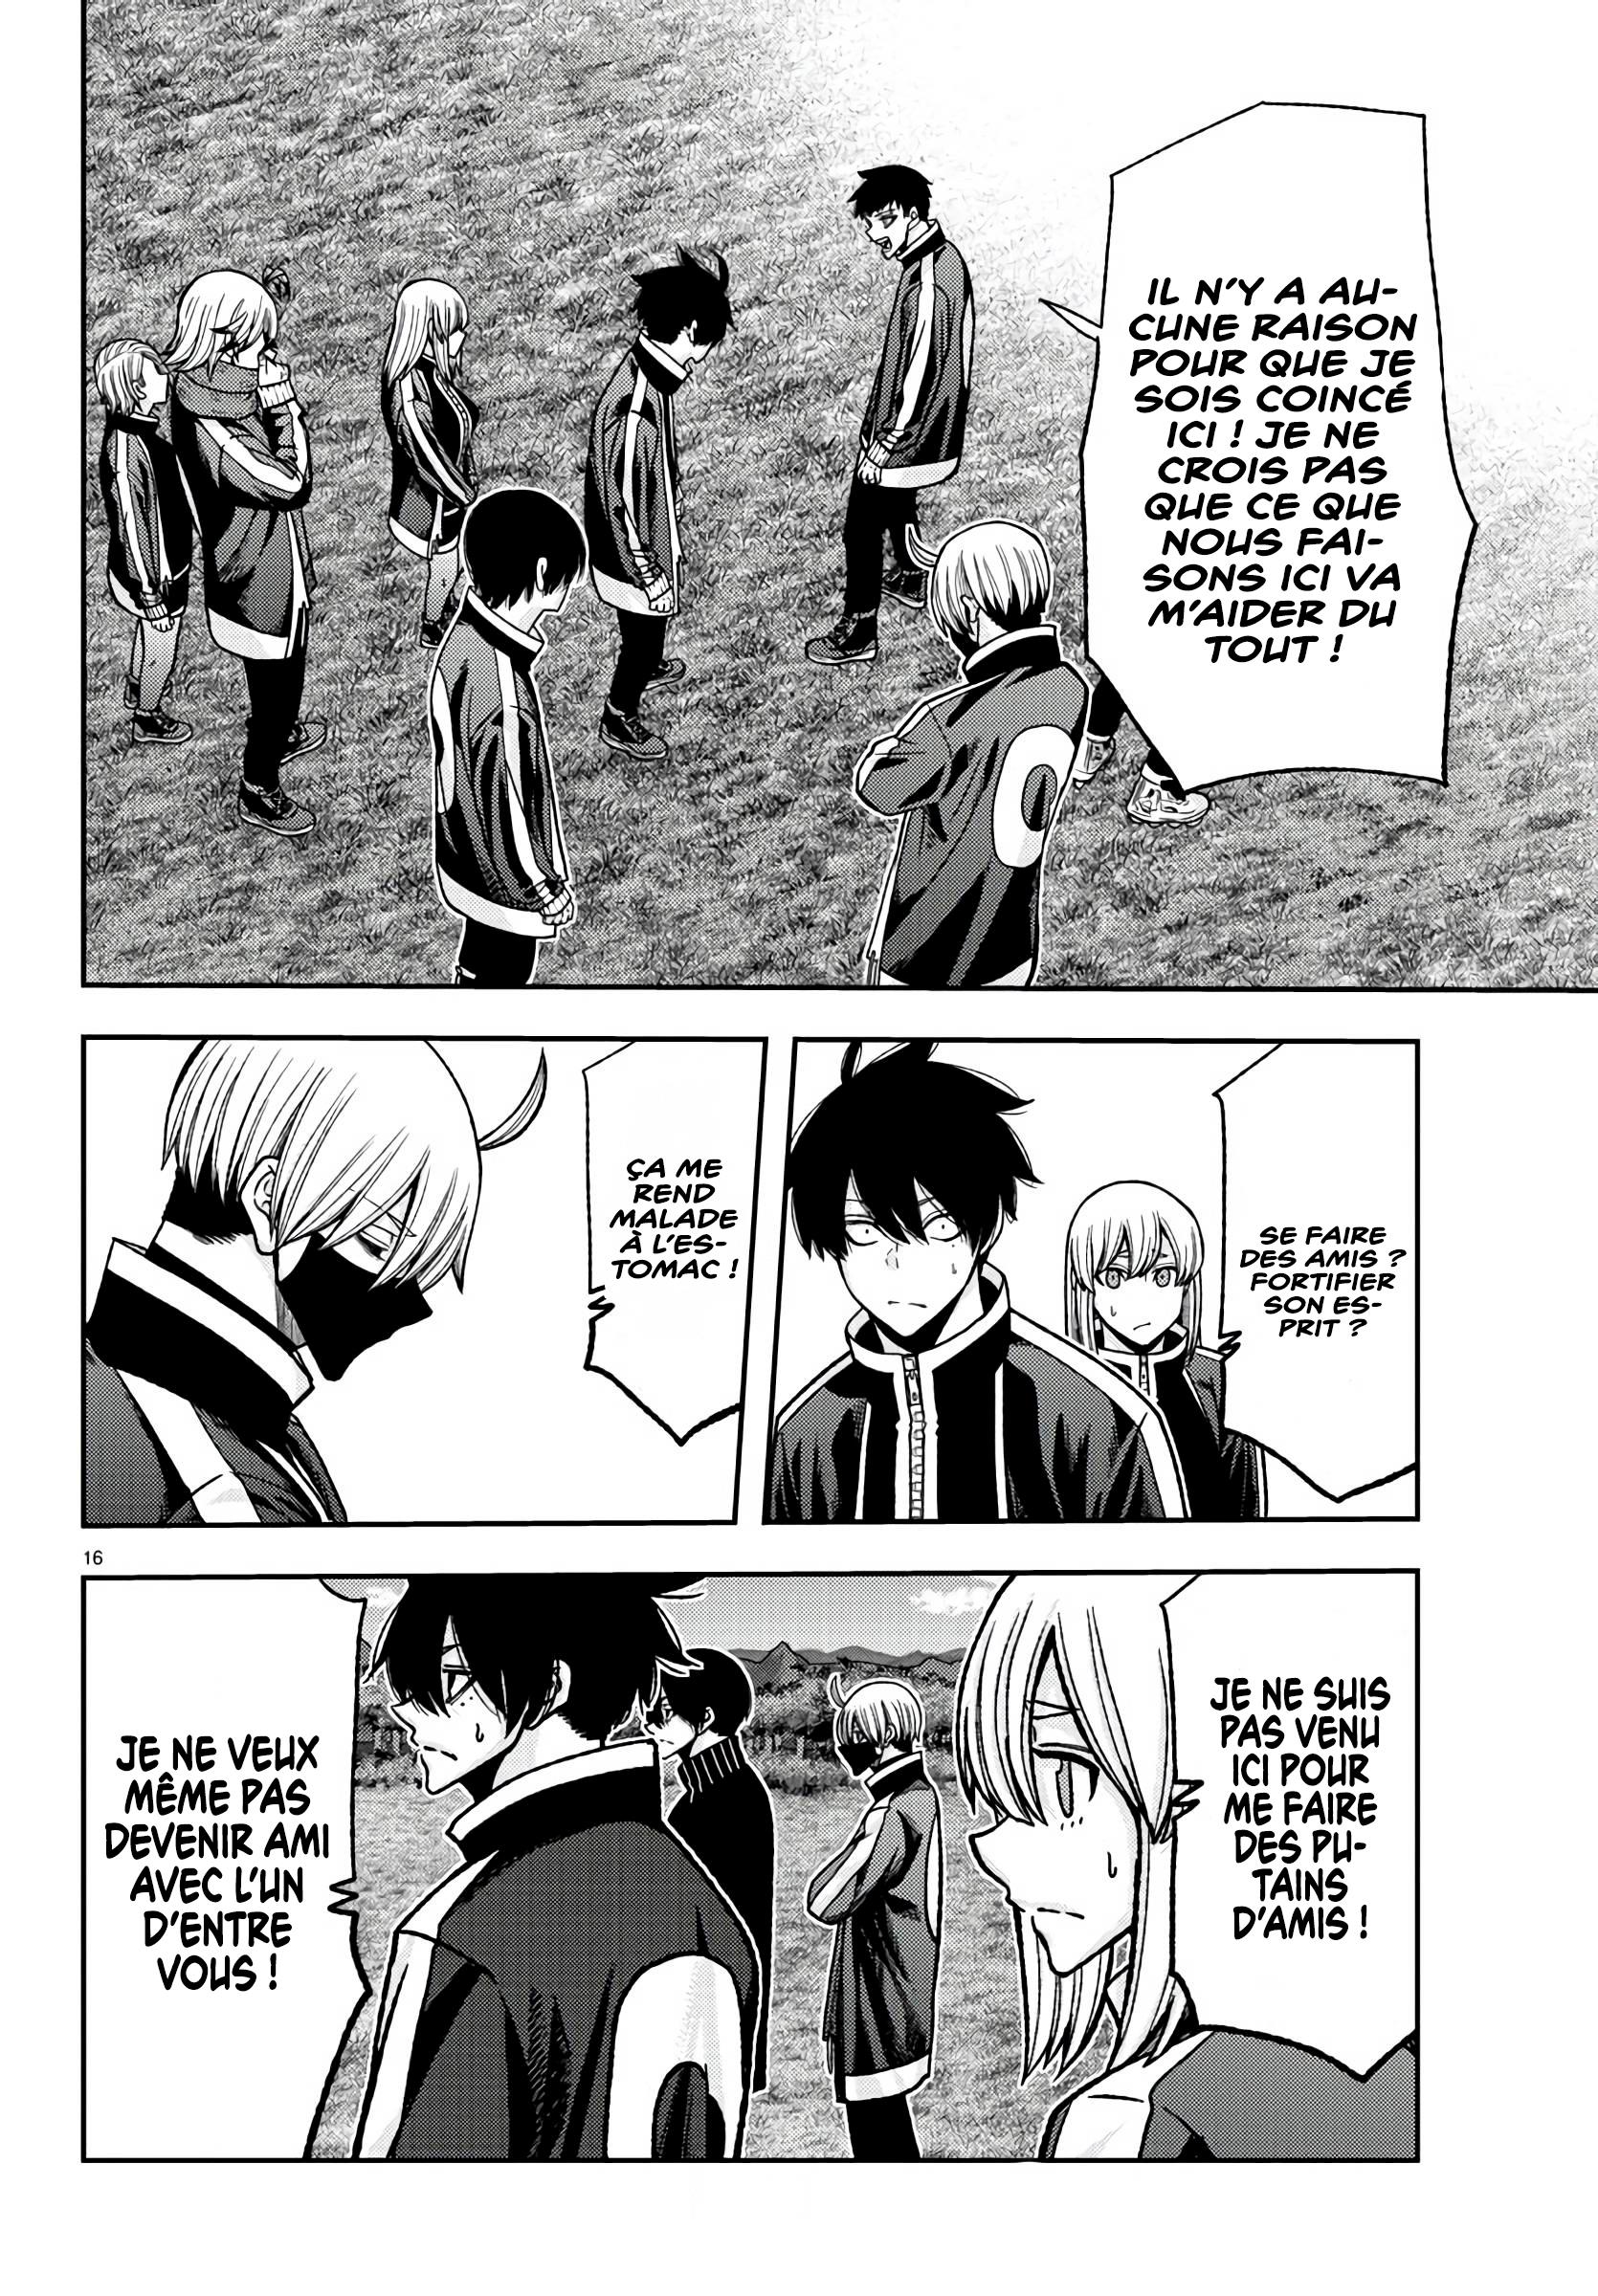 IL N'Y A AU-
CUNE RAISON
POUR QUE JE
SOIS COINCÉ
ICI ! JE NE
CROIS PAS
QUE CE QUE
NOUS FAI-
SONS ICI VA
M'AIDER DU
TOUT !
SE FAIRE
DES AMIS ?
FORTIFIER
SON ES-
PRIT ?
ÇA ME
REND
MALADE
À L'ES-
TOMAC !
16
JE NE SUIS
PAS VENU
ICI POUR
ME FAIRE
DES PU-
TAINS
D'AMIS !
JE NE VEUX
MÊME PAS
DEVENIR AMI
AVEC L'UN
D'ENTRE
VOUS !